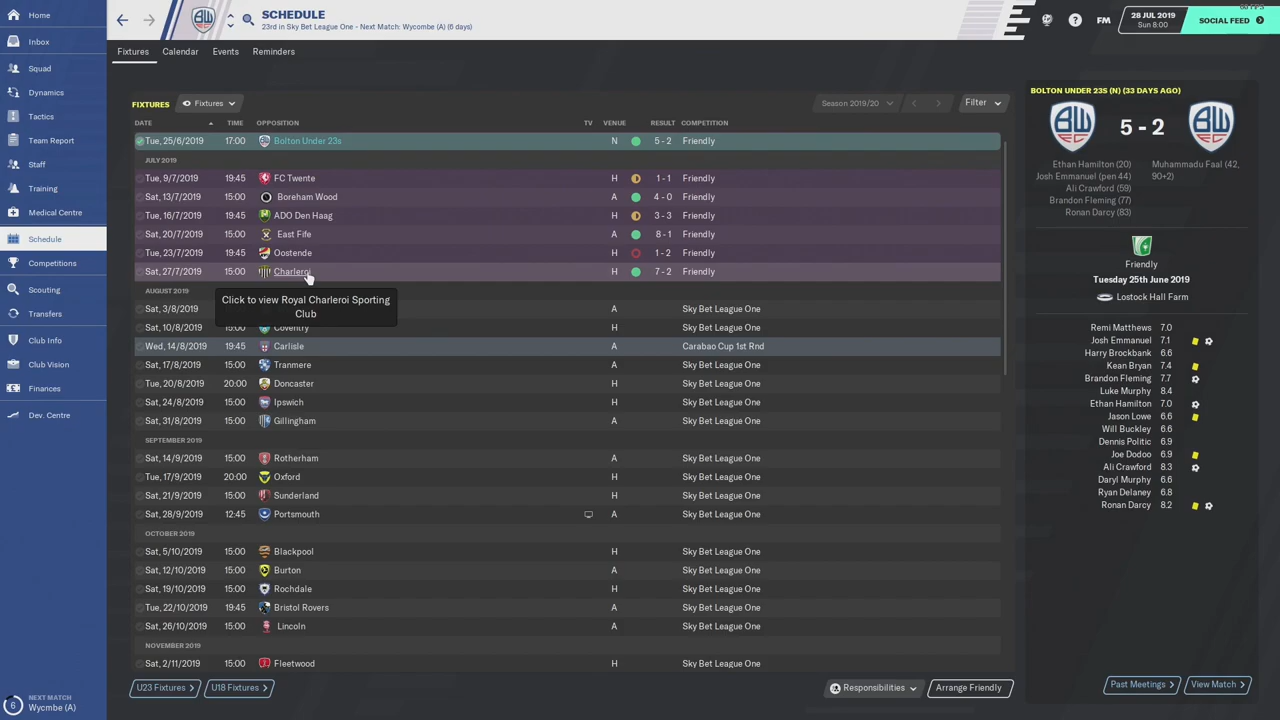 60 FPS
SCHEDULE
23rd in Sky Bet League One - Next Match: Wycombe (A) (6 days)
FM
28 JUL 2019
Sun 8:00
SOCIAL FEED
Home
Inbox
Squad
Dynamics
Tactics
Team Report
Staff
Training
Medical Centre
Schedule
Competitions
Scouting
Transfers
Club Info
Club Vision
Finances
Dev. Centre
6
NEXT MATCH
Wycombe (A)
Fixtures Calendar Events Reminders
FIXTURES Fixtures Season 2019/20 Filter
DATE TIME OPPOSITION TV VENUE RESULT COMPETITION
Tue, 25/6/2019 17:00 Bolton Under 23s N 5 - 2 Friendly
JULY 2019
Tue, 9/7/2019 19:45 FC Twente H 1 - 1 Friendly
Sat, 13/7/2019 15:00 Boreham Wood A 4 - 0 Friendly
Tue, 16/7/2019 19:45 ADO Den Haag H 3 - 3 Friendly
Sat, 20/7/2019 15:00 East Fife A 8 - 1 Friendly
Tue, 23/7/2019 19:45 Oostende H 1 - 2 Friendly
Sat, 27/7/2019 15:00 Charleroi H 7 - 2 Friendly
AUGUST 2019
Click to view Royal Charleroi Sporting
Club
Sat, 3/8/2019 A Sky Bet League One
Sat, 10/8/2019 15:00 Coventry H Sky Bet League One
Wed, 14/8/2019 19:45 Carlisle A Carabao Cup 1st Rnd
Sat, 17/8/2019 15:00 Tranmere A Sky Bet League One
Tue, 20/8/2019 20:00 Doncaster H Sky Bet League One
Sat, 24/8/2019 15:00 Ipswich H Sky Bet League One
Sat, 31/8/2019 15:00 Gillingham A Sky Bet League One
SEPTEMBER 2019
Sat, 14/9/2019 15:00 Rotherham A Sky Bet League One
Tue, 17/9/2019 20:00 Oxford H Sky Bet League One
Sat, 21/9/2019 15:00 Sunderland H Sky Bet League One
Sat, 28/9/2019 12:45 Portsmouth A Sky Bet League One
OCTOBER 2019
Sat, 5/10/2019 15:00 Blackpool H Sky Bet League One
Sat, 12/10/2019 15:00 Burton A Sky Bet League One
Sat, 19/10/2019 15:00 Rochdale H Sky Bet League One
Tue, 22/10/2019 19:45 Bristol Rovers A Sky Bet League One
Sat, 26/10/2019 15:00 Lincoln A Sky Bet League One
NOVEMBER 2019
Sat, 2/11/2019 15:00 Fleetwood H Sky Bet League One
U23 Fixtures U18 Fixtures Responsibilities Arrange Friendly
BOLTON UNDER 23S (N) (33 DAYS AGO)
5 - 2
Ethan Hamilton (20)
Josh Emmanuel (pen 44)
Ali Crawford (59)
Brandon Fleming (77)
Ronan Darcy (83)
Muhammadu Faal (42,
90+2)
Friendly
Tuesday 25th June 2019
Lostock Hall Farm
Remi Matthews 7.0
Josh Emmanuel 7.1
Harry Brockbank 6.6
Kean Bryan 7.4
Brandon Fleming 7.7
Luke Murphy 8.4
Ethan Hamilton 7.0
Jason Lowe 6.6
Will Buckley 6.9
Dennis Politic 6.9
Joe Dodoo 6.9
Ali Crawford 8.3
Daryl Murphy 6.6
Ryan Delaney 6.8
Ronan Darcy 8.2
Past Meetings View Match